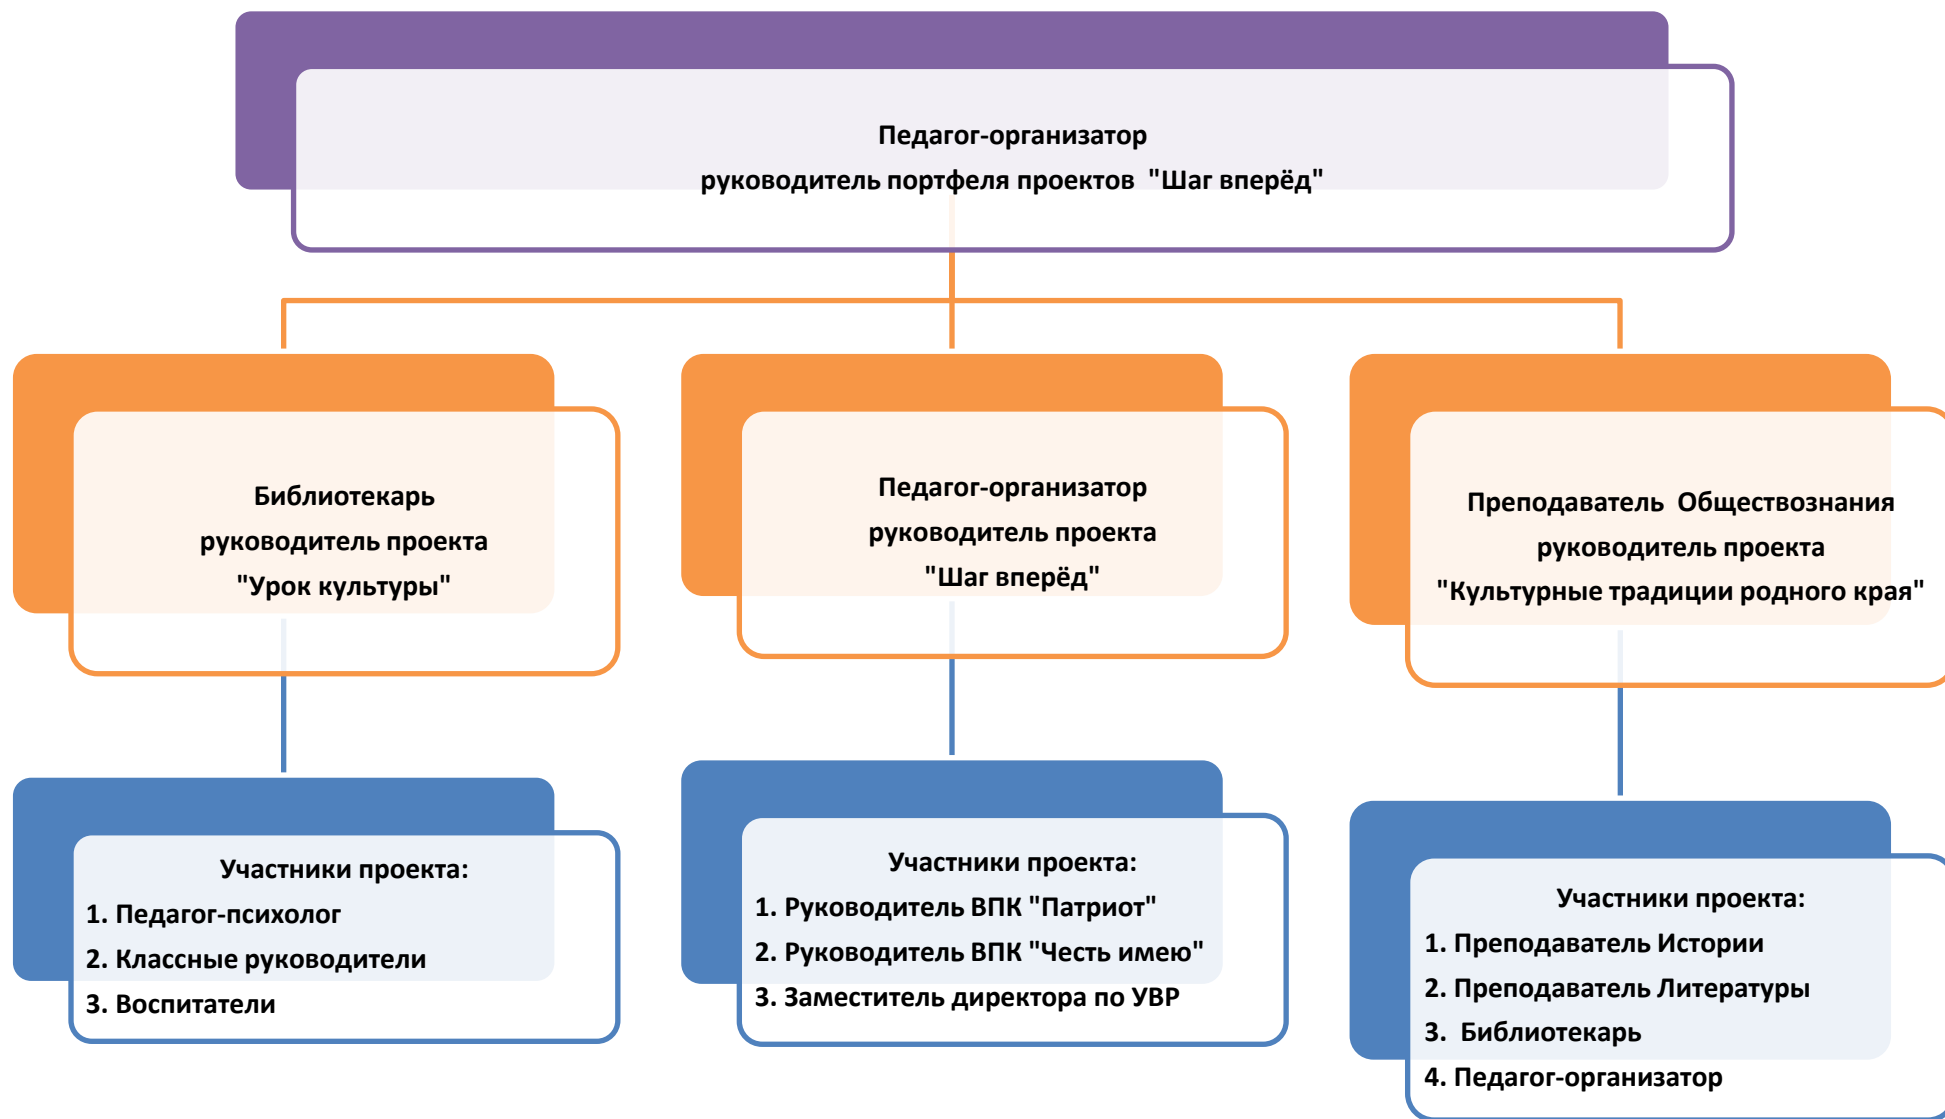 Педагог-организатор
руководитель портфеля проектов "Шаг вперёд"
Библиотекарь
руководитель проекта
"Урок культуры"
Педагог-организатор
руководитель проекта
"Шаг вперёд"
Преподаватель Обществознания
руководитель проекта
"Культурные традиции родного края"
Участники проекта:
1. Педагог-психолог
2. Классные руководители
3. Воспитатели
Участники проекта:
1. Руководитель ВПК "Патриот"
2. Руководитель ВПК "Честь имею"
3. Заместитель директора по УВР
Участники проекта:
1. Преподаватель Истории
2. Преподаватель Литературы
3. Библиотекарь
4. Педагог-организатор